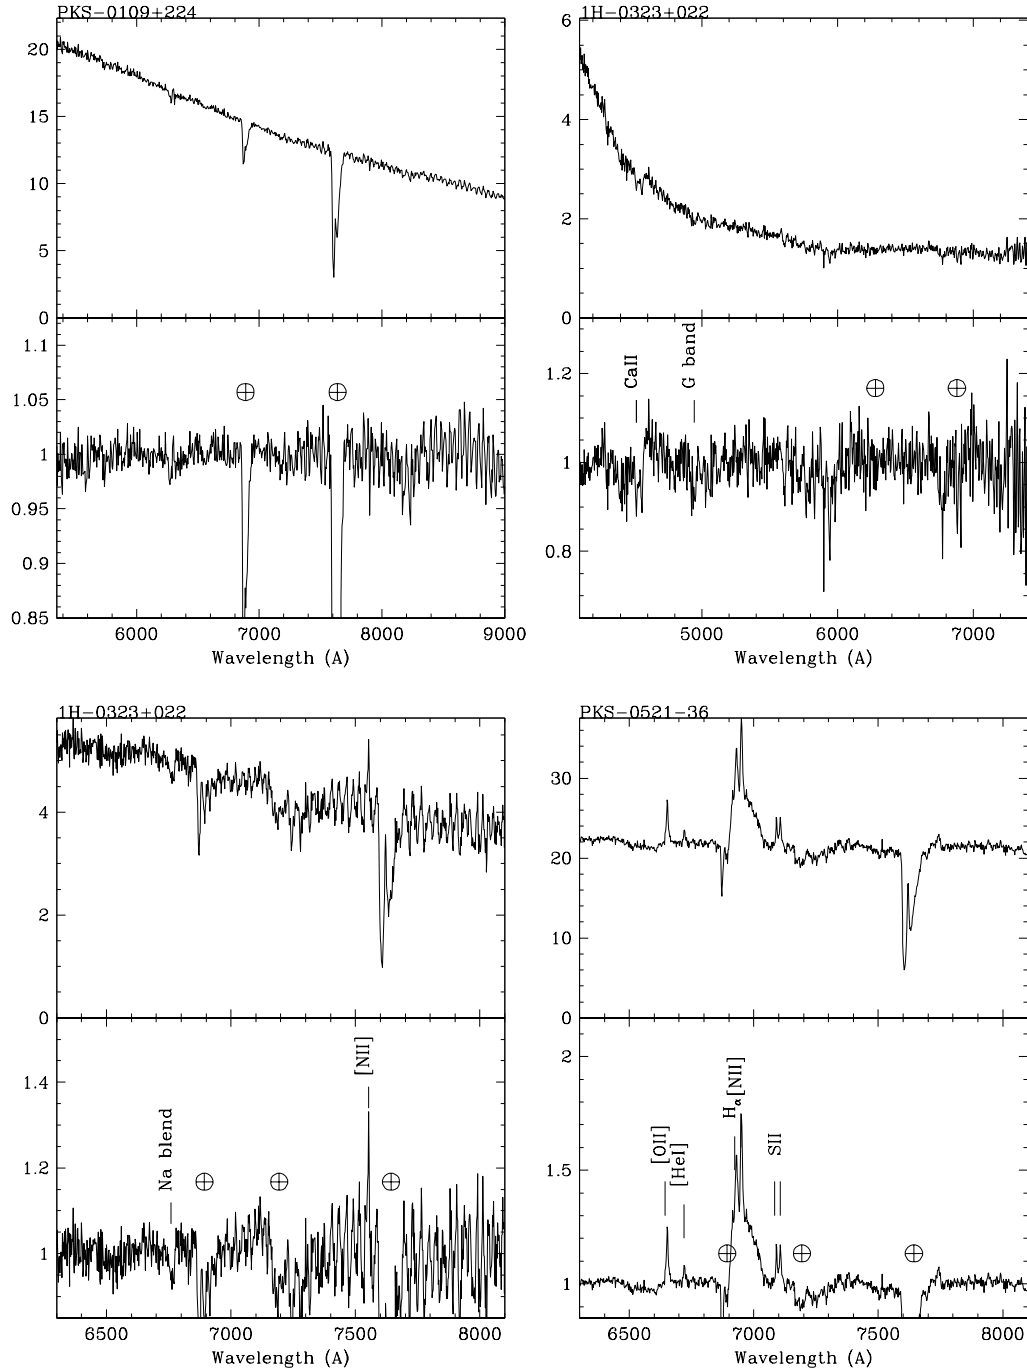 PKS-0109+224
20
15
10
5
0
1.1
1.05
1
0.95
0.9
0.85
6000 7000 8000 9000
Wavelength (A)
1H-0323+022
6
4
2
0
CaII
G band
1.2
1
0.8
5000 6000 7000
Wavelength (A)
1H-0323+022
4
2
0
[NII]
Na blend
1.4
1.2
1
6500 7000 7500 8000
Wavelength (A)
PKS-0521-36
30
20
10
0
[OII]
[HeI]
Hα[NII]
SII
2
1.5
1
6500 7000 7500 8000
Wavelength (A)